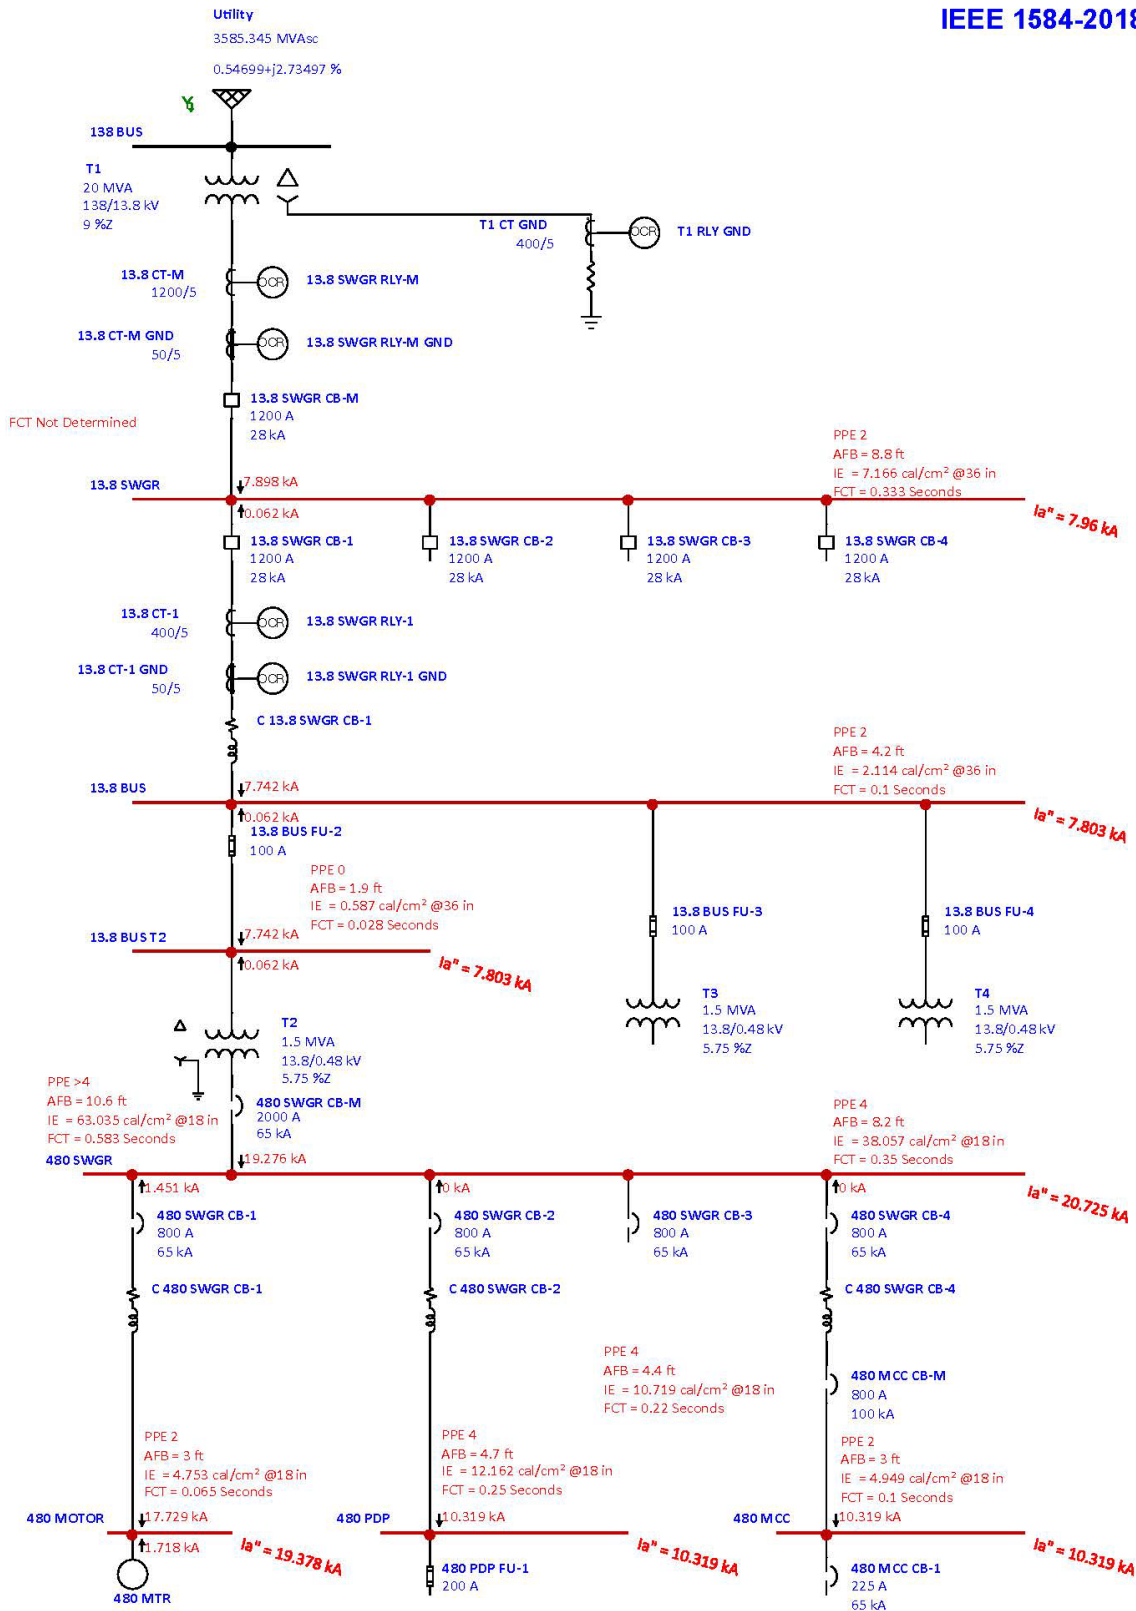 Utility
IEEE 1584-2018
3585.345 MVAsc
0.54699+j2.73497 %
138 BUS
T1
20 MVA
138/13.8 kV
9 %Z
T1 CT GND
400/5
OCR
T1 RLY GND
13.8 CT-M
1200/5
OCR
13.8 SWGR RLY-M
13.8 CT-M GND
50/5
OCR
13.8 SWGR RLY-M GND
13.8 SWGR CB-M
1200 A
28 kA
FCT Not Determined
PPE 2
AFB = 8.8 ft
IE = 7.166 cal/cm² @36 in
FCT = 0.333 Seconds
13.8 SWGR
7.898 kA
0.062 kA
Ia" = 7.96 kA
13.8 SWGR CB-1
1200 A
28 kA
13.8 SWGR CB-2
1200 A
28 kA
13.8 SWGR CB-3
1200 A
28 kA
13.8 SWGR CB-4
1200 A
28 kA
13.8 CT-1
400/5
OCR
13.8 SWGR RLY-1
13.8 CT-1 GND
50/5
OCR
13.8 SWGR RLY-1 GND
C 13.8 SWGR CB-1
PPE 2
AFB = 4.2 ft
IE = 2.114 cal/cm² @36 in
FCT = 0.1 Seconds
13.8 BUS
7.742 kA
0.062 kA
Ia" = 7.803 kA
13.8 BUS FU-2
100 A
PPE 0
AFB = 1.9 ft
IE = 0.587 cal/cm² @36 in
FCT = 0.028 Seconds
13.8 BUS FU-3
100 A
13.8 BUS FU-4
100 A
13.8 BUS T2
7.742 kA
0.062 kA
Ia" = 7.803 kA
T2
1.5 MVA
13.8/0.48 kV
5.75 %Z
T3
1.5 MVA
13.8/0.48 kV
5.75 %Z
T4
1.5 MVA
13.8/0.48 kV
5.75 %Z
PPE >4
AFB = 10.6 ft
IE = 63.035 cal/cm² @18 in
FCT = 0.583 Seconds
480 SWGR CB-M
2000 A
65 kA
PPE 4
AFB = 8.2 ft
IE = 38.057 cal/cm² @18 in
FCT = 0.35 Seconds
480 SWGR
19.276 kA
1.451 kA
0 kA
0 kA
Ia" = 20.725 kA
480 SWGR CB-1
800 A
65 kA
480 SWGR CB-2
800 A
65 kA
480 SWGR CB-3
800 A
65 kA
480 SWGR CB-4
800 A
65 kA
C 480 SWGR CB-1
C 480 SWGR CB-2
C 480 SWGR CB-4
PPE 4
AFB = 4.4 ft
IE = 10.719 cal/cm² @18 in
FCT = 0.22 Seconds
480 MCC CB-M
800 A
100 kA
PPE 2
AFB = 3 ft
IE = 4.753 cal/cm² @18 in
FCT = 0.065 Seconds
PPE 4
AFB = 4.7 ft
IE = 12.162 cal/cm² @18 in
FCT = 0.25 Seconds
PPE 2
AFB = 3 ft
IE = 4.949 cal/cm² @18 in
FCT = 0.1 Seconds
480 MOTOR
17.729 kA
1.718 kA
Ia" = 19.378 kA
480 PDP
10.319 kA
Ia" = 10.319 kA
480 MCC
10.319 kA
Ia" = 10.319 kA
480 MTR
480 PDP FU-1
200 A
480 MCC CB-1
225 A
65 kA